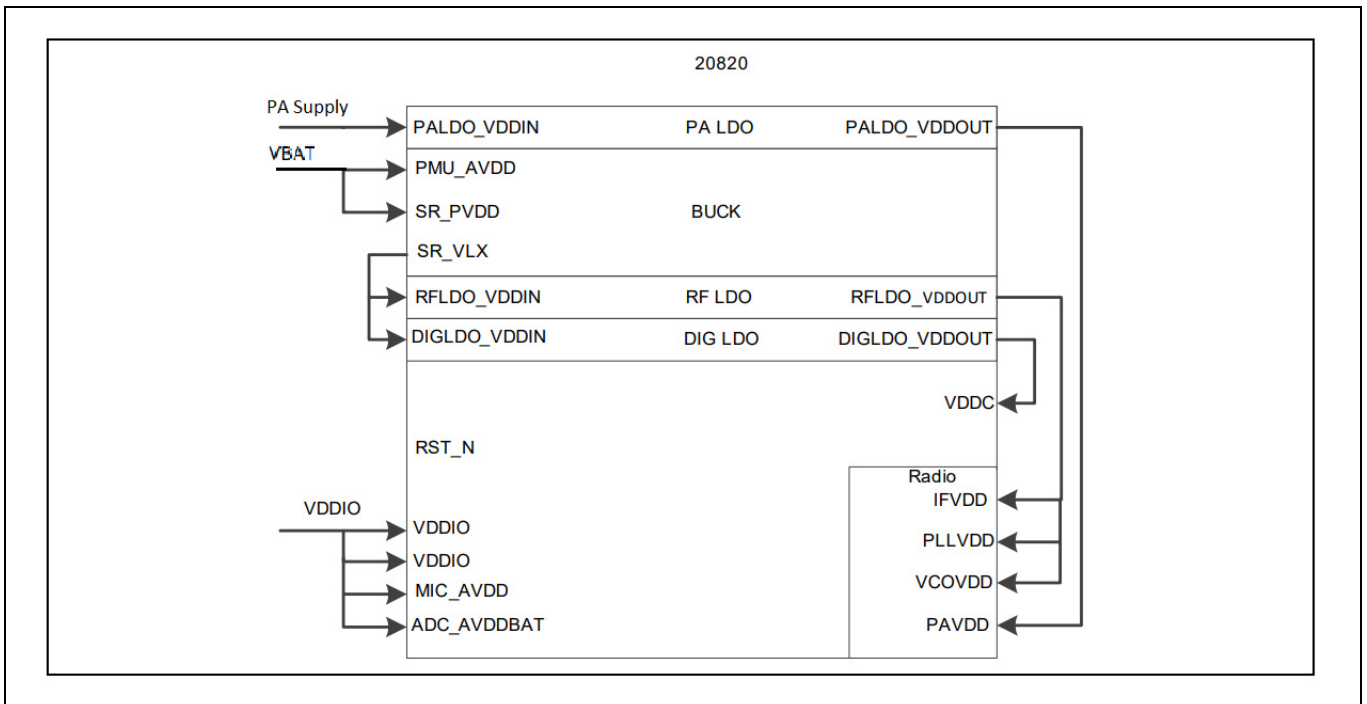 20820
PA Supply
PALDO_VDDIN PA LDO PALDO_VDDOUT
VBAT
PMU_AVDD
SR_PVDD BUCK
SR_VLX
RFLDO_VDDIN RF LDO RFLDO_VDDOUT
DIGLDO_VDDIN DIG LDO DIGLDO_VDDOUT
VDDC
RST_N
Radio
IFVDD
VDDIO
VDDIO
PLLVDD
VDDIO
VCOVDD
MIC_AVDD
ADC_AVDDBAT PAVDD